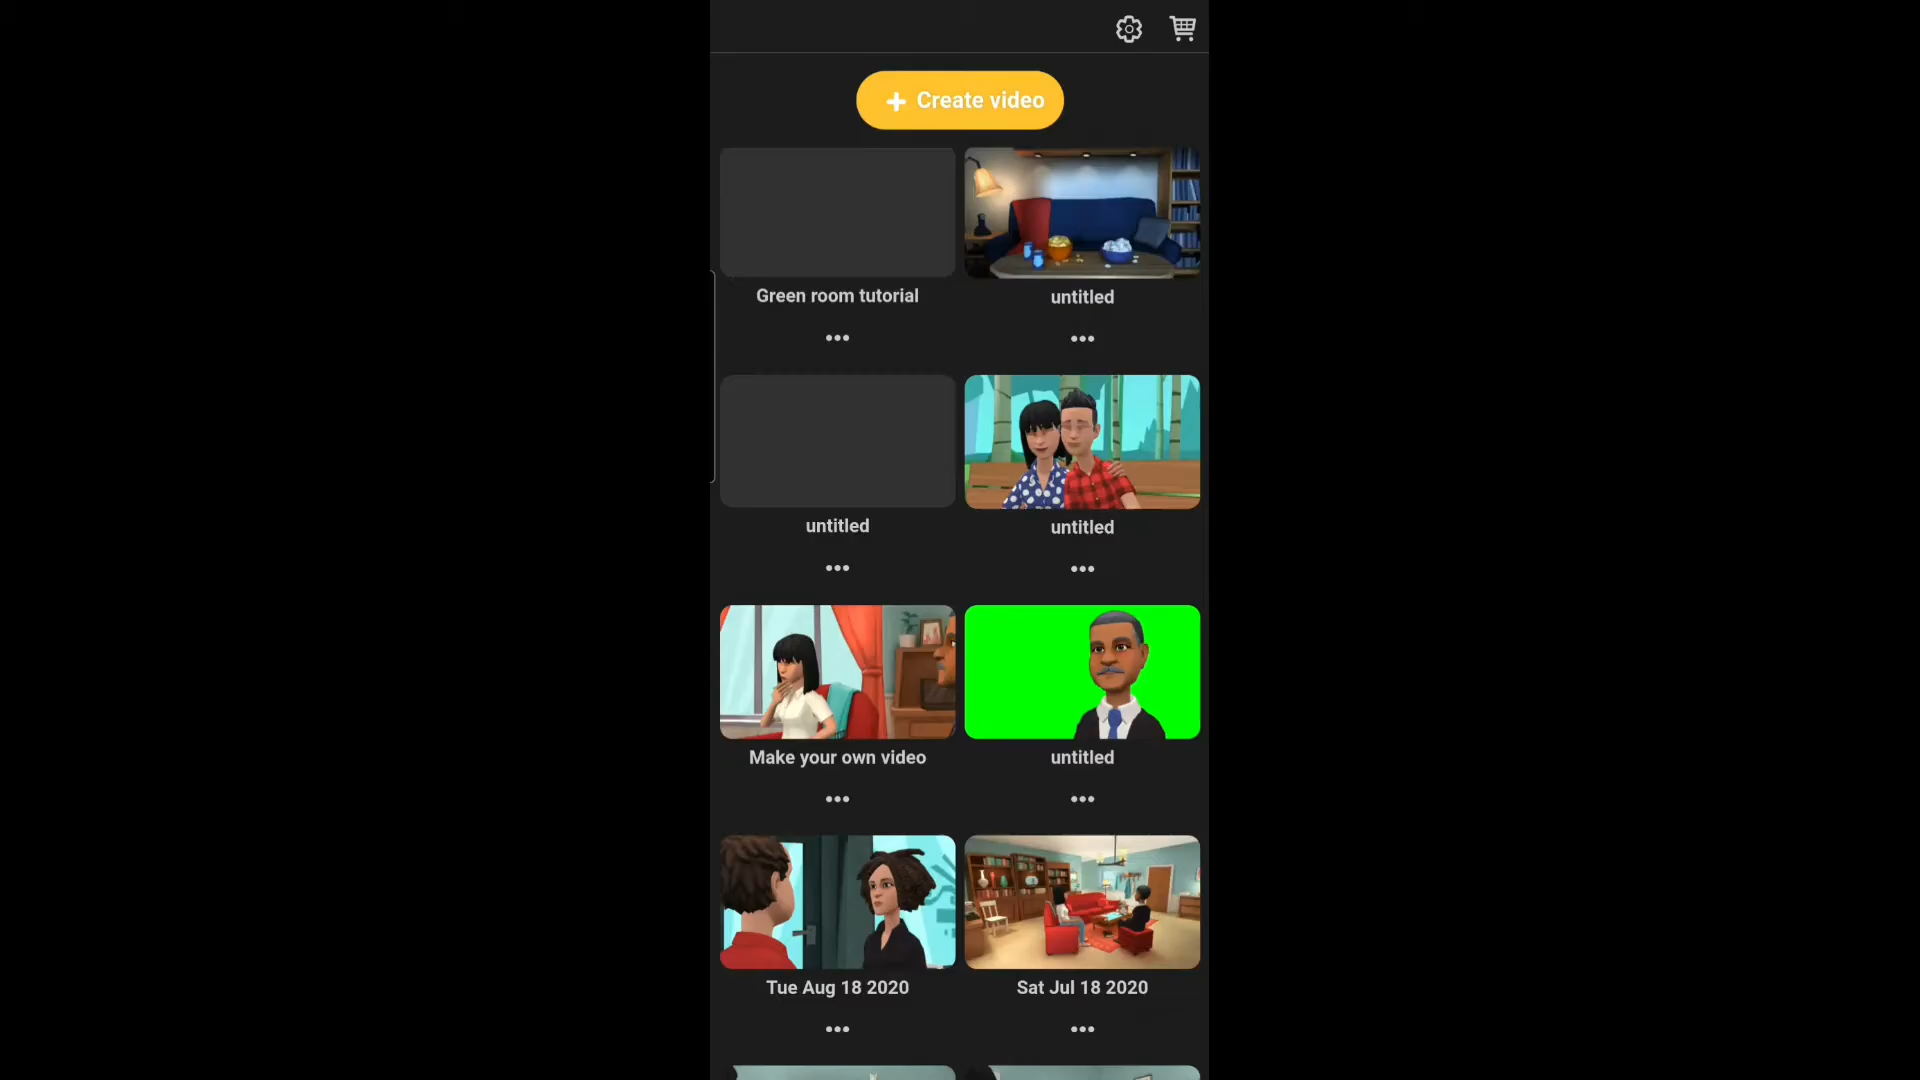 Create video
Green room tutorial
untitled
untitled
untitled
Make your own video
untitled
Tue Aug 18 2020
Sat Jul 18 2020